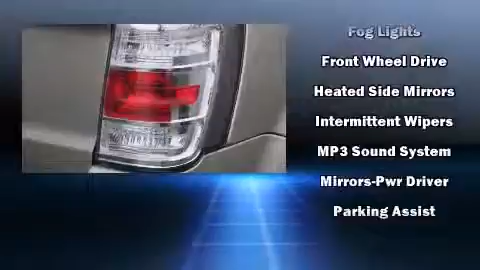 Fog Lights
Front Wheel Drive
Heated Side Mirrors
Intermittent Wipers
MP3 Sound System
Mirrors-Pwr Driver
Parking Assist